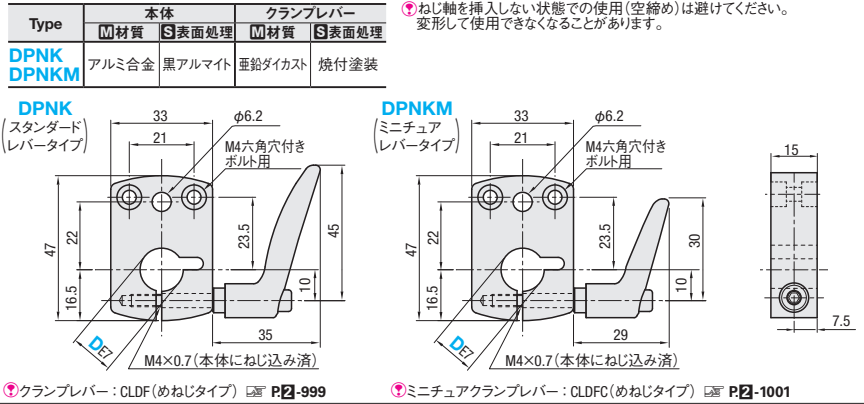 Type 本体 クランプレバー
M材質 S表面処理 M材質 S表面処理
DPNK
DPNKM
アルミ合金 黒アルマイト 亜鉛ダイカスト 焼付塗装
ねじ軸を挿入しない状態での使用(空締め)は避けてください。
変形して使用できなくなることがあります。
DPNK
(スタンダード
レバータイプ)
33
21
φ6.2
M4六角穴付き
ボルト用
47
22
16.5
23.5
10
45
35
DE7
M4×0.7(本体にねじ込み済)
クランプレバー:CLDF(めねじタイプ) P.2-999
DPNKM
(ミニチュア
レバータイプ)
33
21
φ6.2
M4六角穴付き
ボルト用
47
22
16.5
23.5
10
30
29
DE7
M4×0.7(本体にねじ込み済)
ミニチュアクランプレバー:CLDFC(めねじタイプ) P.2-1001
15
7.5